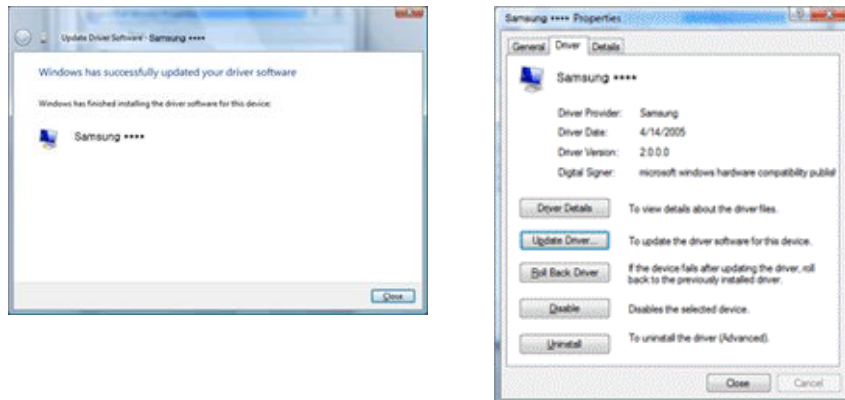 Update Driver Software - Samsung ****
Windows has successfully updated your driver software
Windows has finished installing the driver software for this device:
Samsung ****
Close
Samsung **** Properties
General Driver Details
Samsung ****
Driver Provider: Samsung
Driver Date: 4/14/2005
Driver Version: 2.0.0.0
Digital Signer: microsoft windows hardware compatibility publisl
Driver Details To view details about the driver files.
Update Driver... To update the driver software for this device.
Roll Back Driver If the device fails after updating the driver, roll
back to the previously installed driver.
Disable Disables the selected device.
Uninstall To uninstall the driver (Advanced).
Close Cancel